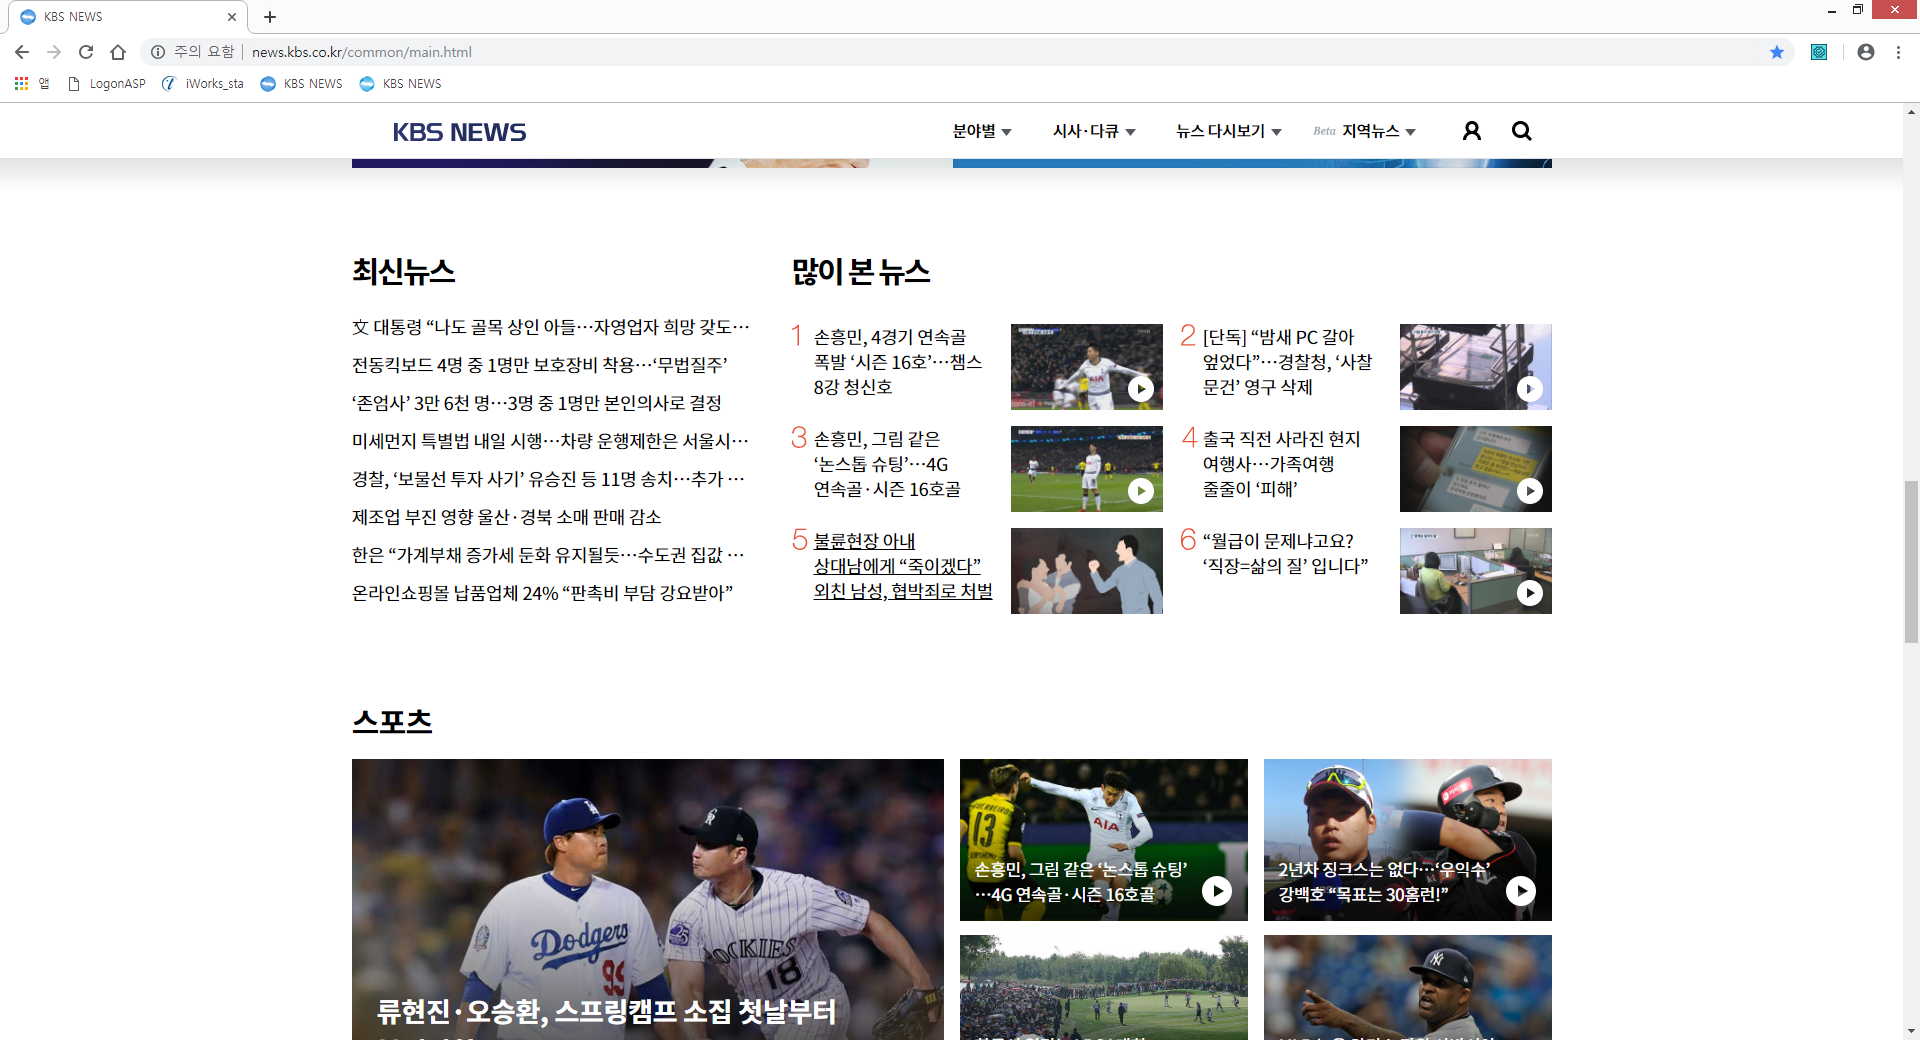 KBS NEWS
주의 요함
news.kbs.co.kr/common/main.html
앱
LogonASP
iWorks_sta
KBS NEWS
KBS NEWS
KBS NEWS
분야별
시사·다큐
뉴스 다시보기
Beta 지역뉴스
최신뉴스
文 대통령 “나도 골목 상인 아들…자영업자 희망 갖도…
전동킥보드 4명 중 1명만 보호장비 착용…‘무법질주’
‘존엄사’ 3만 6천 명…3명 중 1명만 본인의사로 결정
미세먼지 특별법 내일 시행…차량 운행제한은 서울시…
경찰, ‘보물선 투자 사기’ 유승진 등 11명 송치…추가 …
제조업 부진 영향 울산·경북 소매 판매 감소
한은 “가계부채 증가세 둔화 유지될듯…수도권 집값 …
온라인쇼핑몰 납품업체 24% “판촉비 부담 강요받아”
많이 본 뉴스
1 손흥민, 4경기 연속골
폭발 ‘시즌 16호’…챔스
8강 청신호
2 [단독] “밤새 PC 갈아
엎었다”…경찰청, ‘사찰
문건’ 영구 삭제
3 손흥민, 그림 같은
‘논스톱 슈팅’…4G
연속골·시즌 16호골
4 출국 직전 사라진 현지
여행사…가족여행
줄줄이 ‘피해’
5 불륜현장 아내
상대남에게 “죽이겠다”
외친 남성, 협박죄로 처벌
6 “월급이 문제냐고요?
‘직장=삶의 질’ 입니다”
스포츠
Dodgers
99
ROCKIES
18
류현진·오승환, 스프링캠프 소집 첫날부터
13
AIA
손흥민, 그림 같은 ‘논스톱 슈팅’
…4G 연속골·시즌 16호골
2년차 징크스는 없다…‘우익수’
강백호 “목표는 30홈런!”